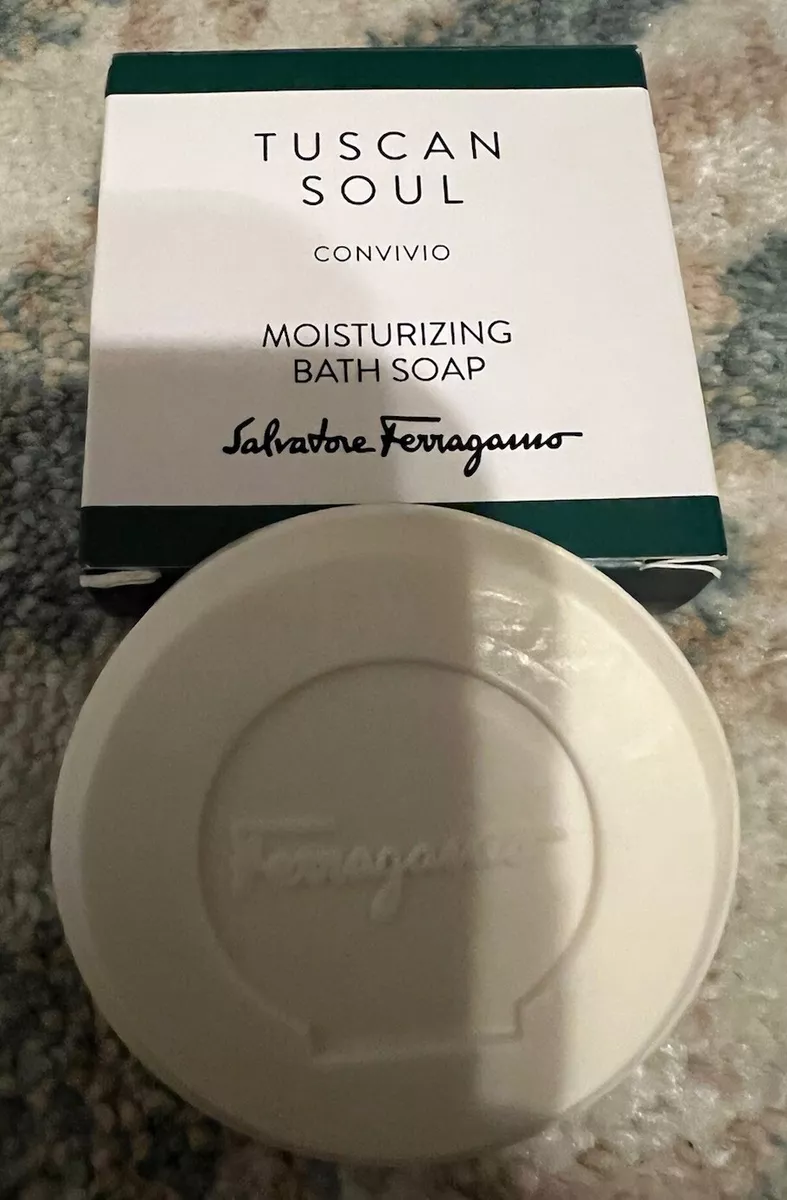 TUSCAN
SOUL
CONVIVIO
MOISTURIZING
BATH SOAP
Salvatore Ferragamo
Ferragamo